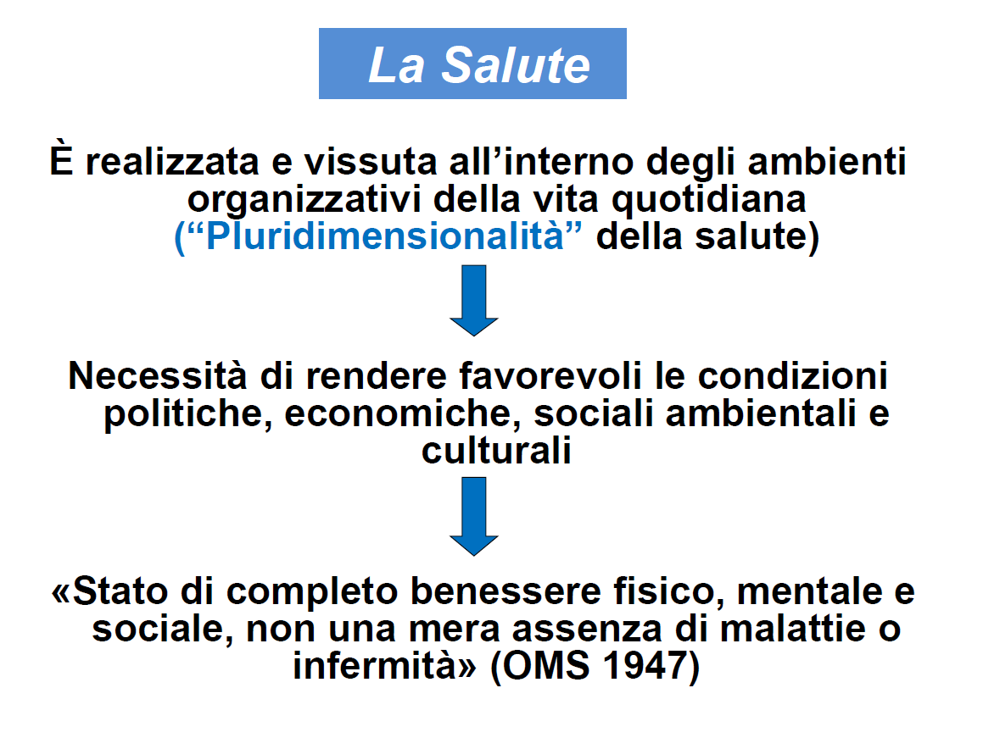 La Salute
È realizzata e vissuta all’interno degli ambienti
organizzativi della vita quotidiana
(“Pluridimensionalità” della salute)
Necessità di rendere favorevoli le condizioni
politiche, economiche, sociali ambientali e
culturali
«Stato di completo benessere fisico, mentale e
sociale, non una mera assenza di malattie o
infermità» (OMS 1947)